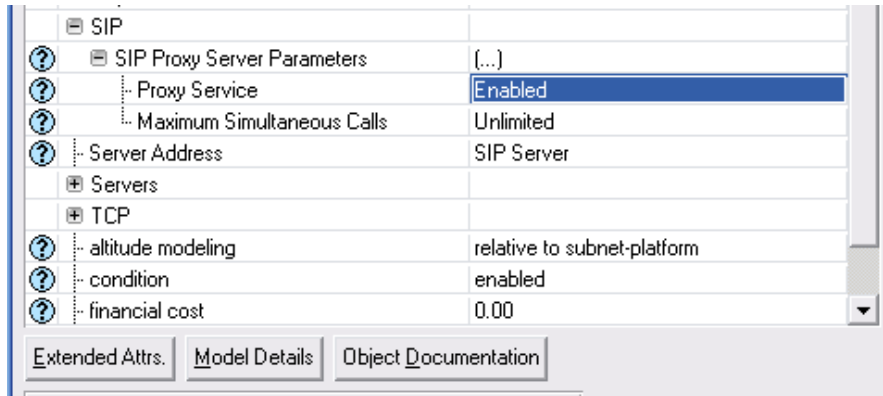 SIP
SIP Proxy Server Parameters (...)
Proxy Service Enabled
Maximum Simultaneous Calls Unlimited
Server Address SIP Server
Servers
TCP
altitude modeling relative to subnet-platform
condition enabled
financial cost 0.00
Extended Attrs. Model Details Object Documentation